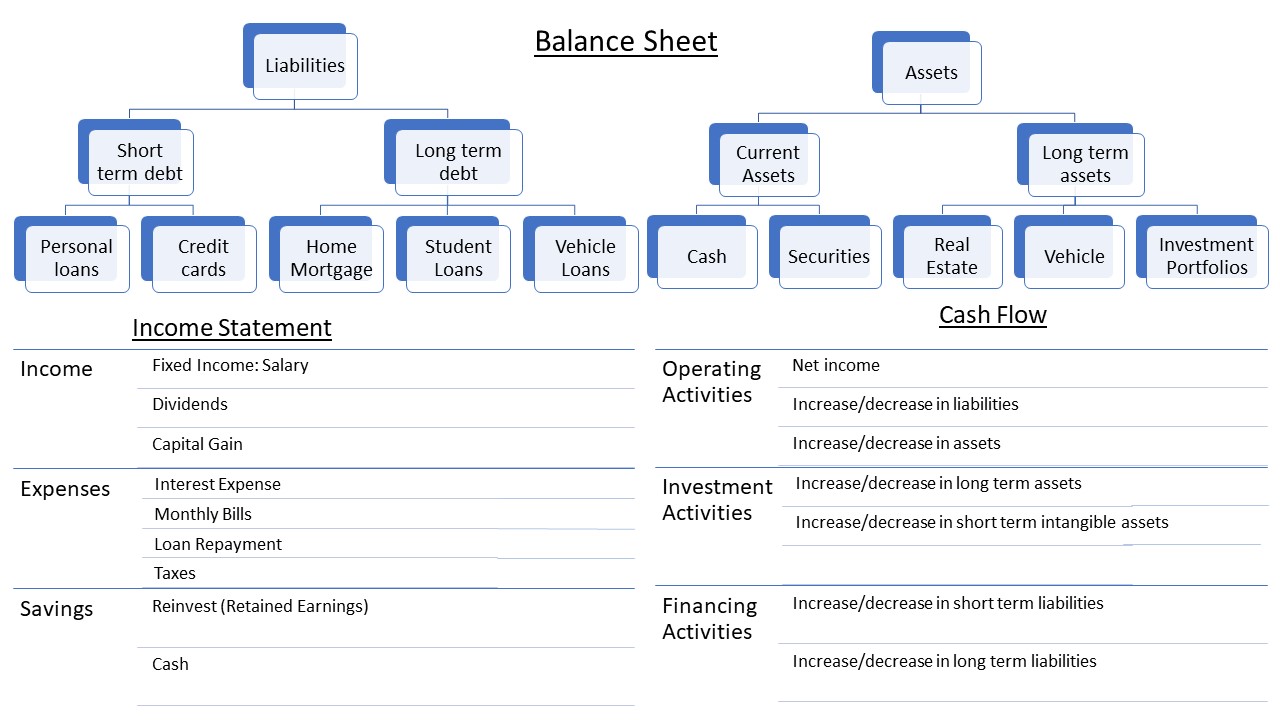 Balance Sheet
Liabilities
Short
term debt
Long term
debt
Personal
loans
Credit
cards
Home
Mortgage
Student
Loans
Vehicle
Loans
Assets
Current
Assets
Long term
assets
Cash
Securities
Real
Estate
Vehicle
Investment
Portfolios
Income Statement
Income
Fixed Income: Salary
Dividends
Capital Gain
Expenses
Interest Expense
Monthly Bills
Loan Repayment
Taxes
Savings
Reinvest (Retained Earnings)
Cash
Cash Flow
Operating
Activities
Net income
Increase/decrease in liabilities
Increase/decrease in assets
Investment
Activities
Increase/decrease in long term assets
Increase/decrease in short term intangible assets
Financing
Activities
Increase/decrease in short term liabilities
Increase/decrease in long term liabilities